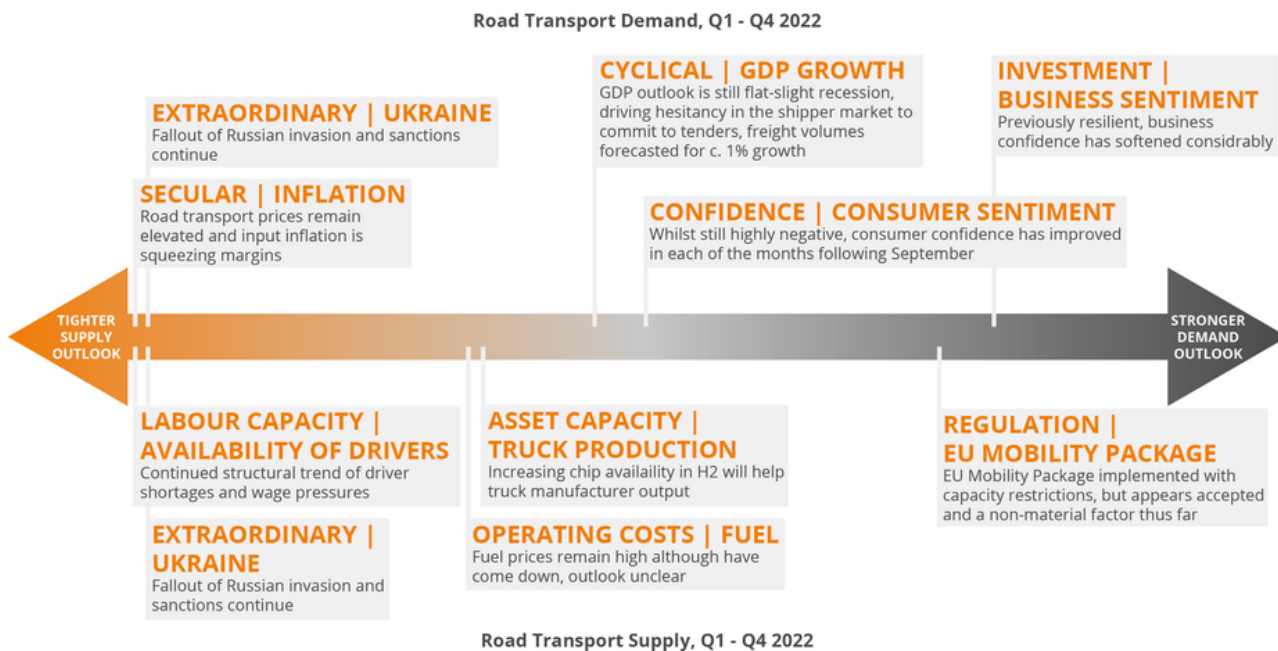 Road Transport Demand, Q1 - Q4 2022
EXTRAORDINARY | UKRAINE
Fallout of Russian invasion and sanctions
continue
SECULAR | INFLATION
Road transport prices remain
elevated and input inflation is
squeezing margins
CYCLICAL | GDP GROWTH
GDP outlook is still flat-slight recession,
driving hesitancy in the shipper market to
commit to tenders, freight volumes
forecasted for c. 1% growth
CONFIDENCE | CONSUMER SENTIMENT
Whilst still highly negative, consumer confidence has improved
in each of the months following September
INVESTMENT |
BUSINESS SENTIMENT
Previously resilient, business
confidence has softened considrably
TIGHTER
SUPPLY
OUTLOOK
STRONGER
DEMAND
OUTLOOK
LABOUR CAPACITY |
AVAILABILITY OF DRIVERS
Continued structural trend of driver
shortages and wage pressures
EXTRAORDINARY |
UKRAINE
Fallout of Russian invasion and
sanctions continue
ASSET CAPACITY |
TRUCK PRODUCTION
Increasing chip availaility in H2 will help
truck manufacturer output
OPERATING COSTS | FUEL
Fuel prices remain high although have
come down, outlook unclear
REGULATION |
EU MOBILITY PACKAGE
EU Mobility Package implemented with
capacity restrictions, but appears accepted
and a non-material factor thus far
Road Transport Supply, Q1 - Q4 2022